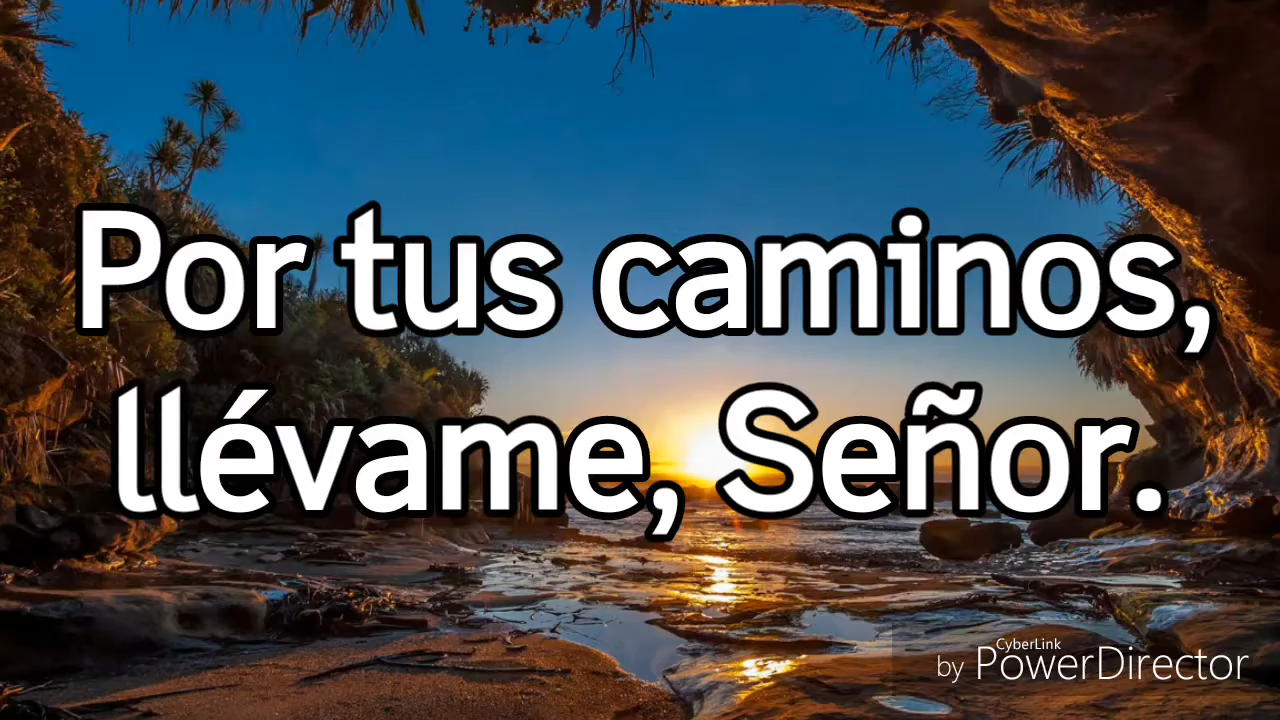 Por tus caminos,
llévame, Señor.
CyberLink
by PowerDirector